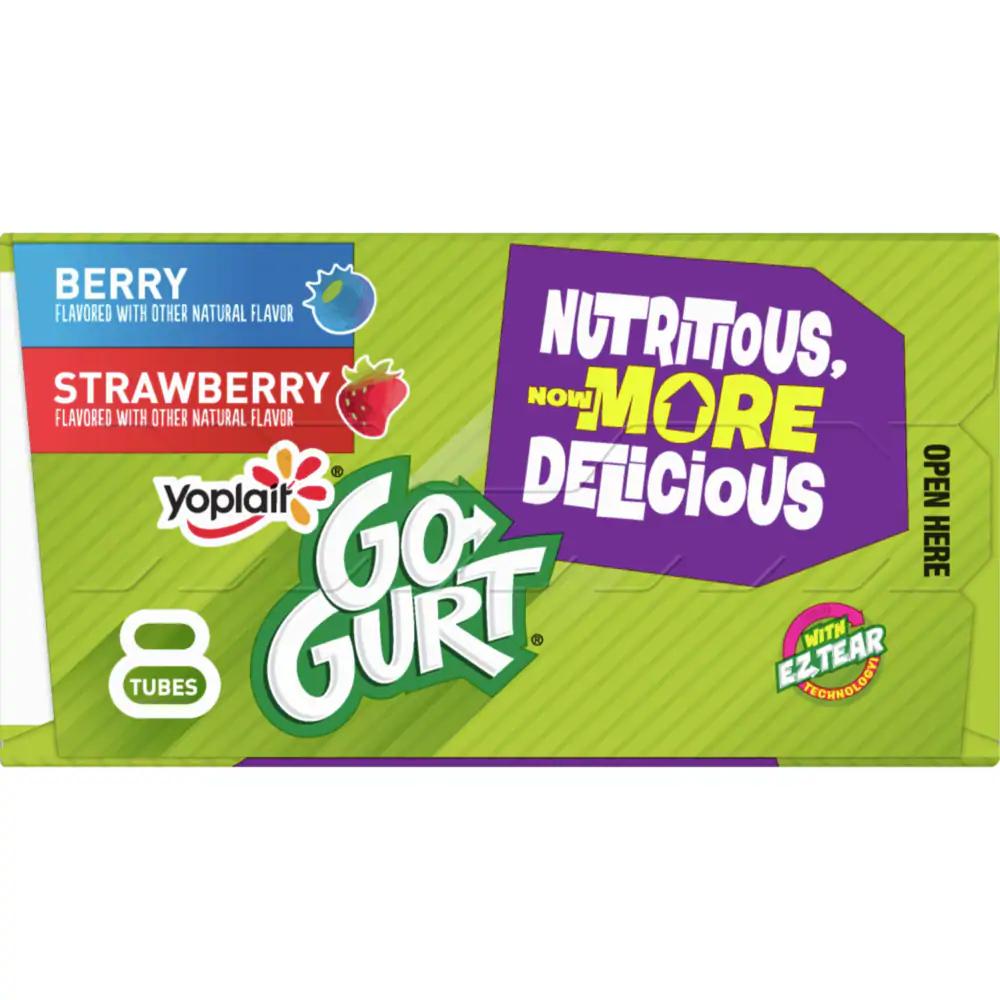 BERRY
FLAVORED WITH OTHER NATURAL FLAVOR
STRAWBERRY
FLAVORED WITH OTHER NATURAL FLAVOR
Yoplait®
GO-
GURT®
8
TUBES
NUTRITIOUS,
NOW MORE
DELICIOUS
OPEN HERE
WITH
EZ TEAR
TECHNOLOGY!